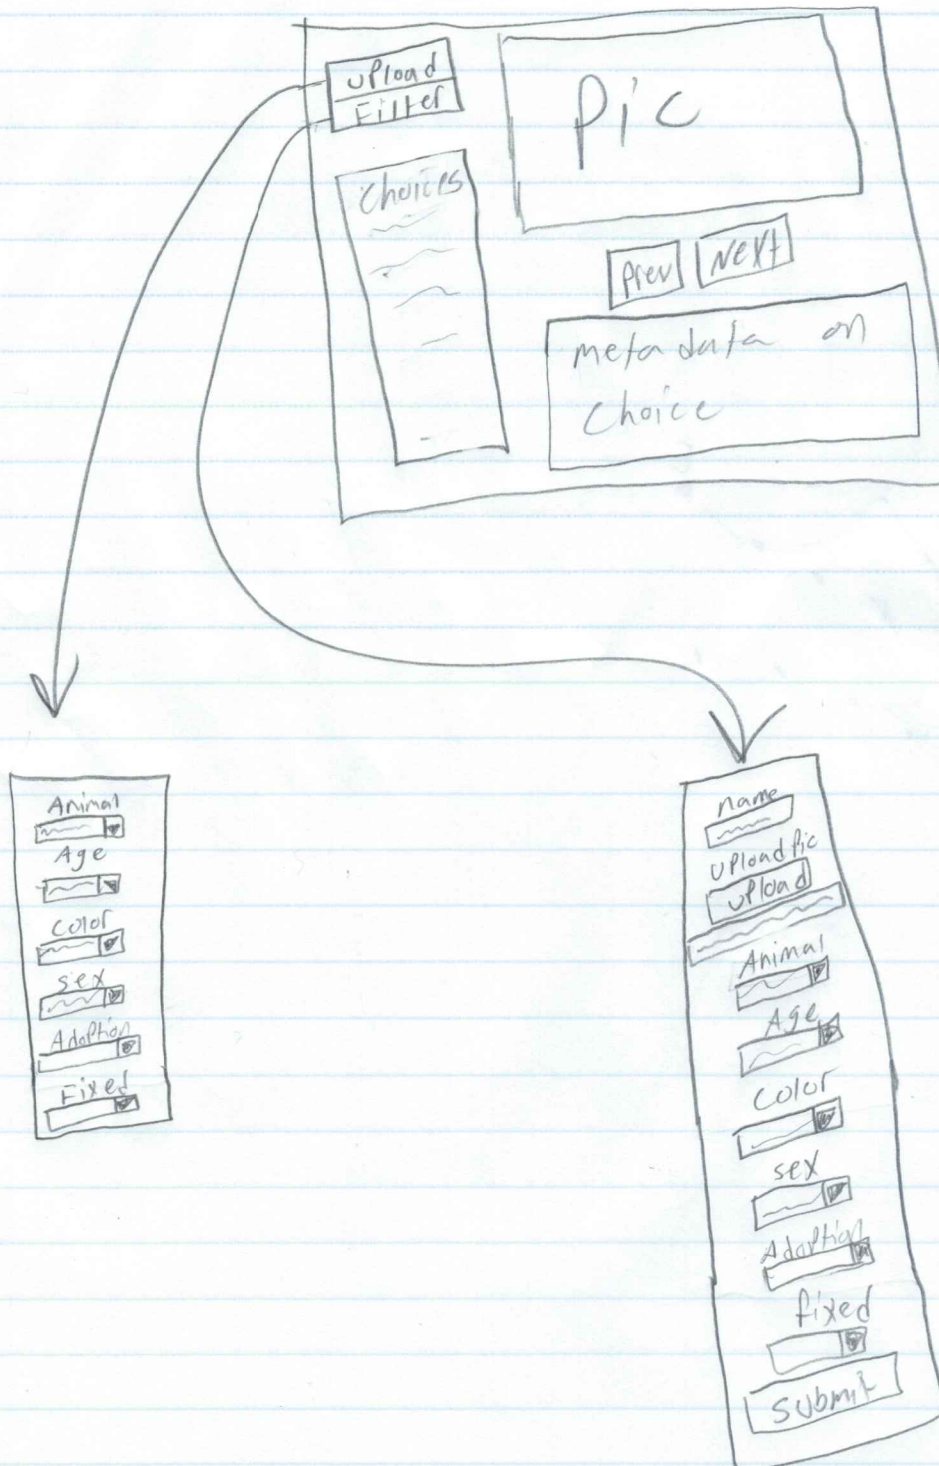 upload
Filter
Pic
Choices
Prev
Next
meta data on
choice
Animal
Age
color
sex
Adoption
Fixed
name
upload pic
upload
Animal
Age
color
sex
Adoption
fixed
submit